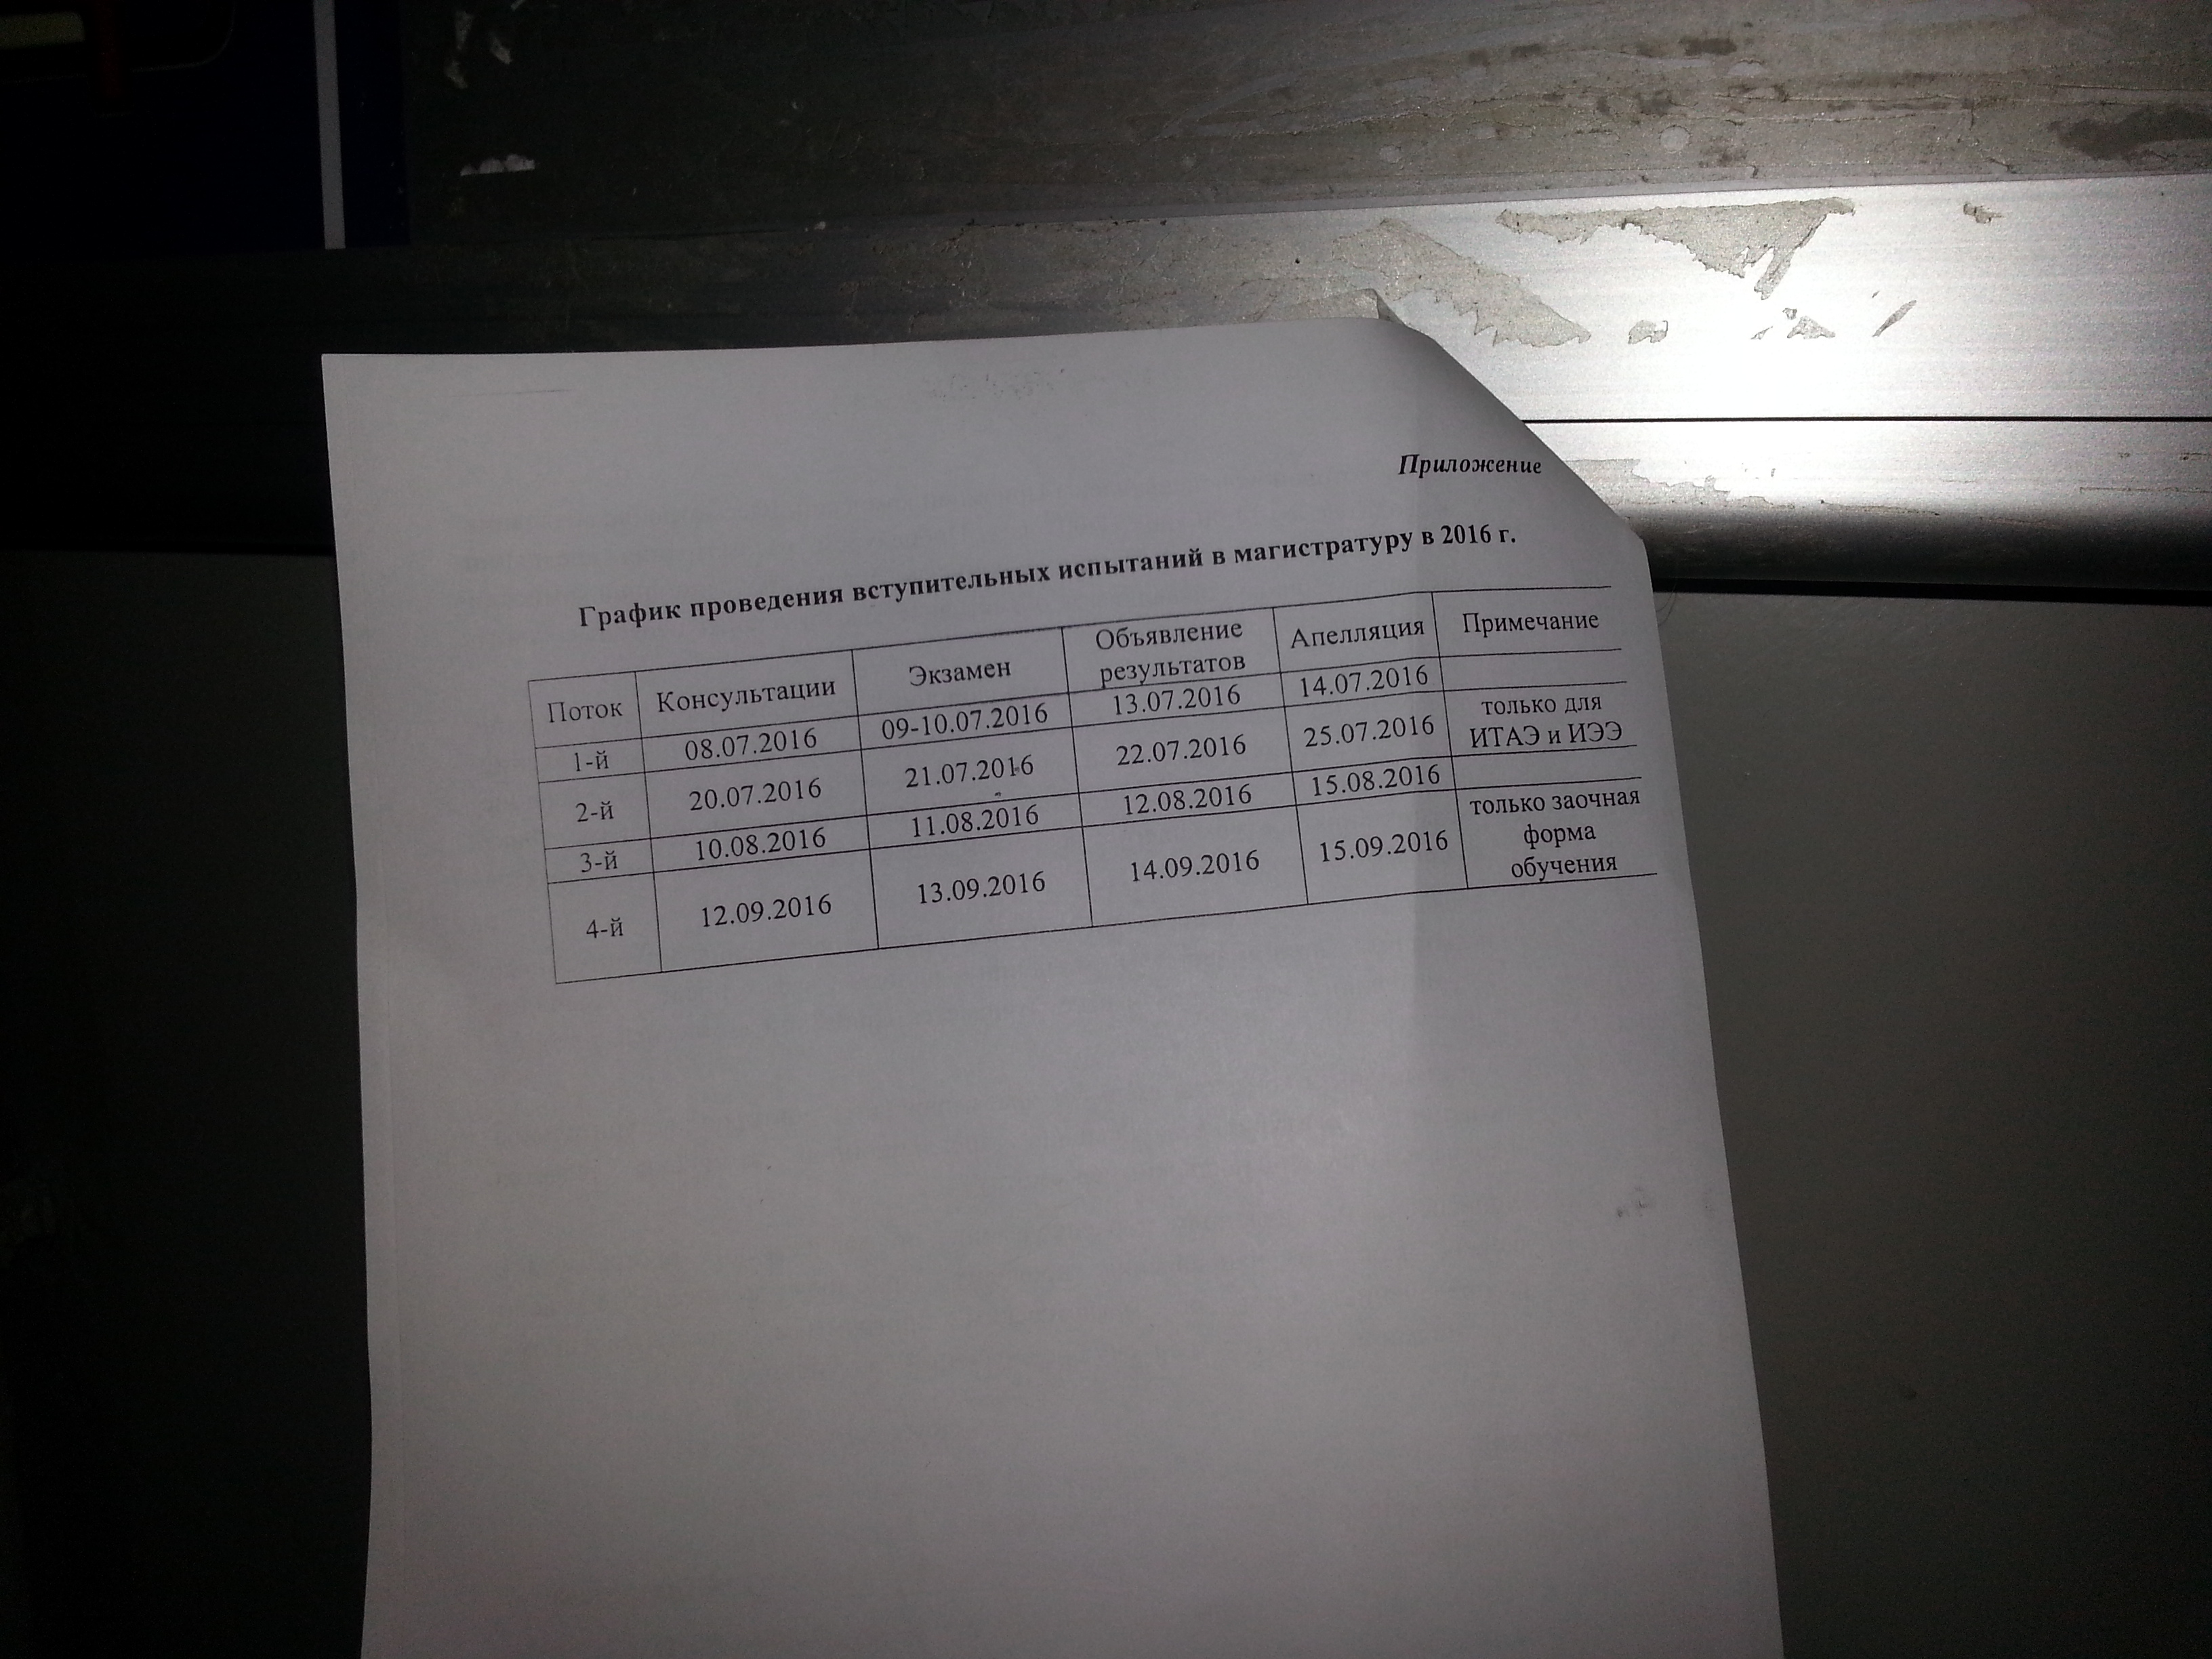 Приложение
График проведения вступительных испытаний в магистратуру в 2016 г.
Поток Консультации Экзамен Объявление результатов Апелляция Примечание
1-й 08.07.2016 09-10.07.2016 13.07.2016 14.07.2016
2-й 20.07.2016 21.07.2016 22.07.2016 25.07.2016 только для ИТАЭ и ИЭЭ
3-й 10.08.2016 11.08.2016 12.08.2016 15.08.2016
4-й 12.09.2016 13.09.2016 14.09.2016 15.09.2016 только заочная форма обучения